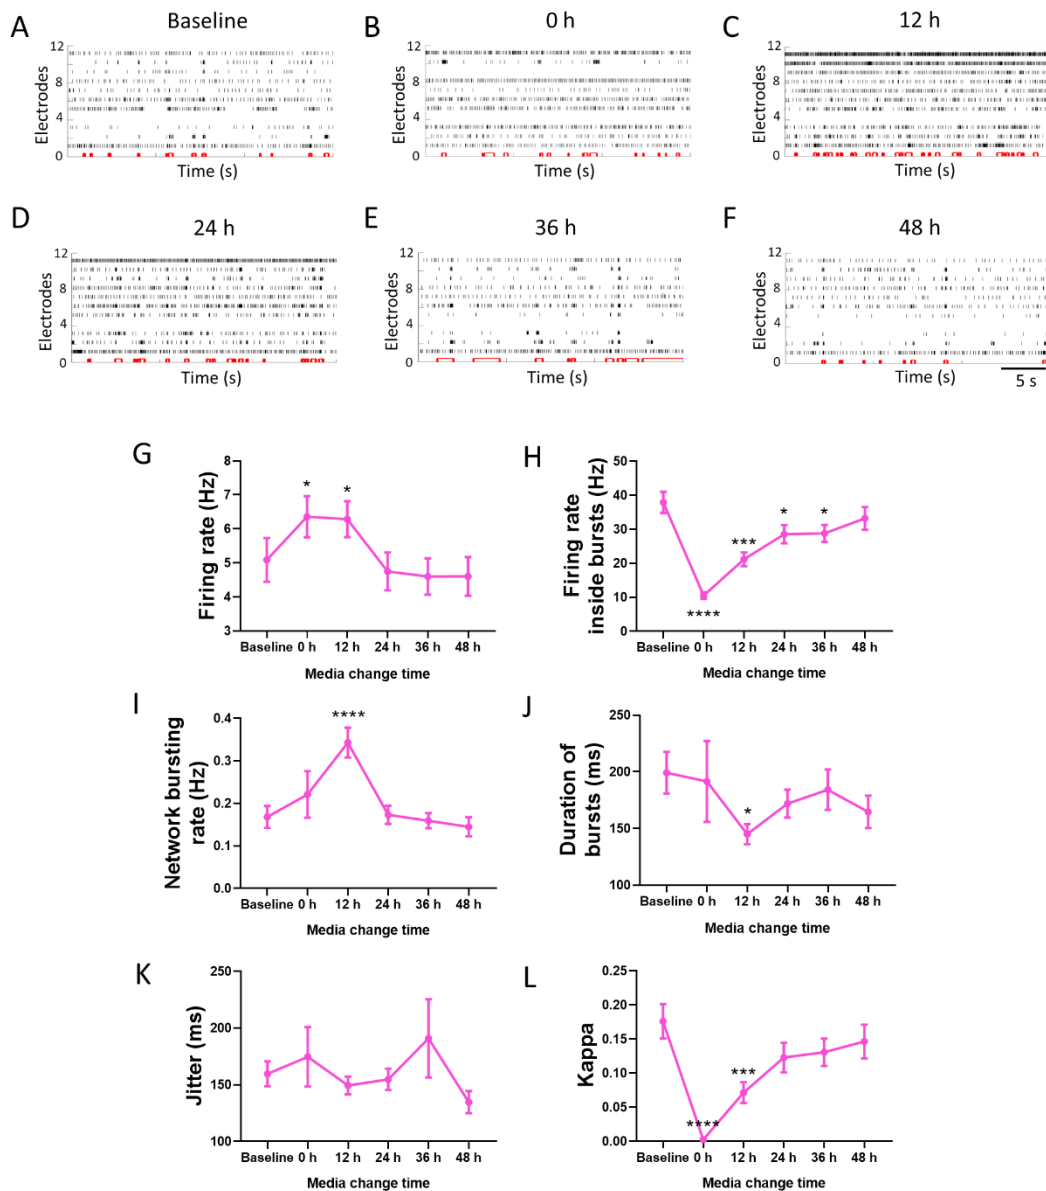 A
Baseline
12
8
4
0
Electrodes
Time (s)
B
0 h
12
8
4
0
Electrodes
Time (s)
C
12 h
12
8
4
0
Electrodes
Time (s)
D
24 h
12
8
4
0
Electrodes
Time (s)
E
36 h
12
8
4
0
Electrodes
Time (s)
F
48 h
12
8
4
0
Electrodes
Time (s)
5 s
G
8
7
6
5
4
3
Firing rate (Hz)
*
*
Baseline 0 h 12 h 24 h 36 h 48 h
Media change time
H
50
40
30
20
10
0
Firing rate
inside bursts (Hz)
****
***
*
*
Baseline 0 h 12 h 24 h 36 h 48 h
Media change time
I
0.4
0.3
0.2
0.1
0.0
Network bursting
rate (Hz)
****
Baseline 0 h 12 h 24 h 36 h 48 h
Media change time
J
250
200
150
100
Duration of
bursts (ms)
*
Baseline 0 h 12 h 24 h 36 h 48 h
Media change time
K
250
200
150
100
Jitter (ms)
Baseline 0 h 12 h 24 h 36 h 48 h
Media change time
L
0.25
0.20
0.15
0.10
0.05
0.00
Kappa
****
***
Baseline 0 h 12 h 24 h 36 h 48 h
Media change time